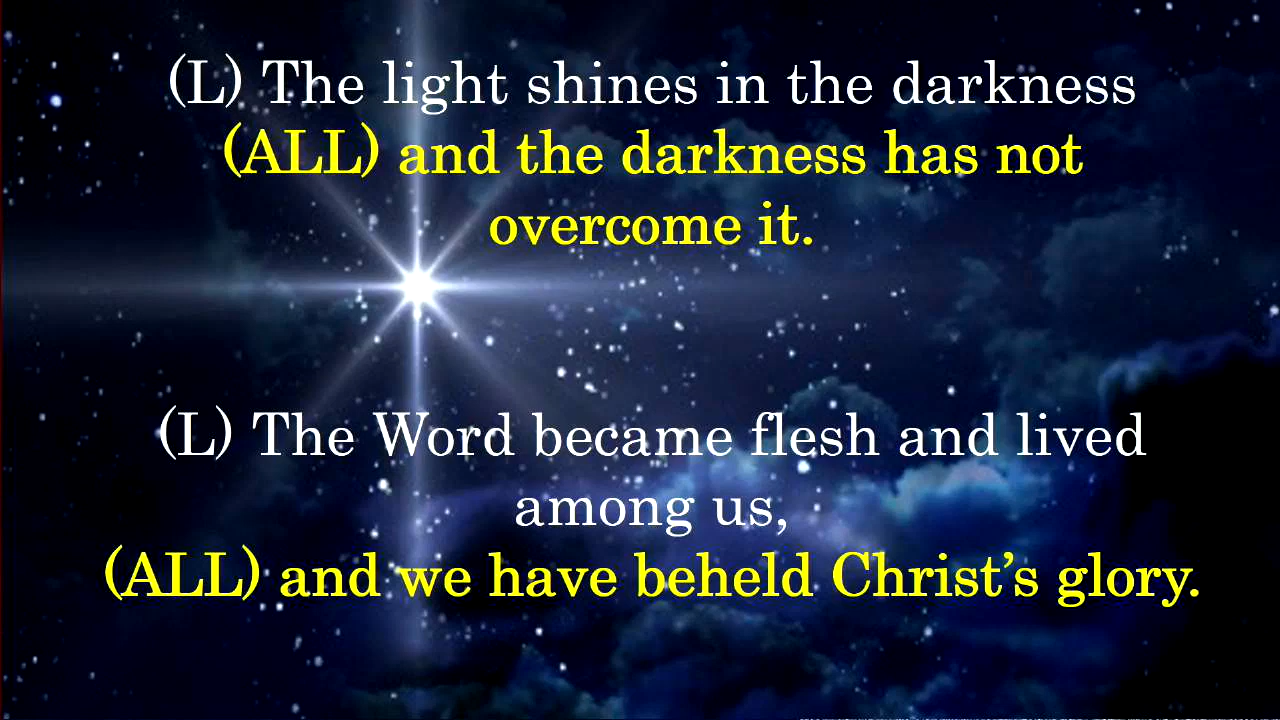 (L) The light shines in the darkness
(ALL) and the darkness has not
overcome it.
(L) The Word became flesh and lived
among us,
(ALL) and we have beheld Christ’s glory.